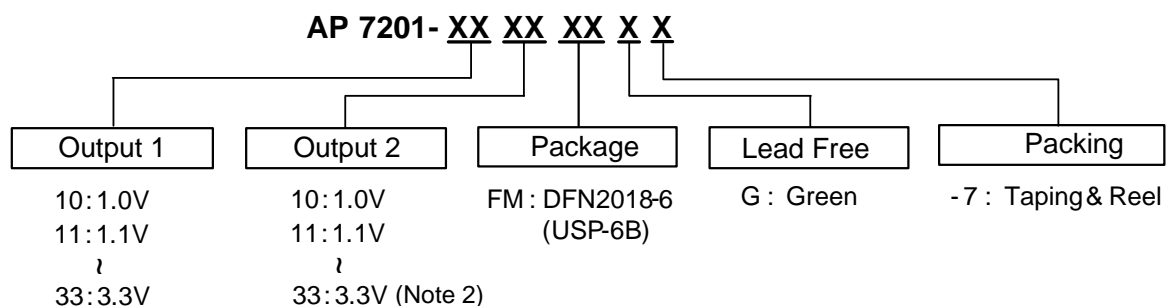 AP 7201- XX XX XX X X
Output 1 Output 2 Package Lead Free Packing
10:1.0V 10:1.0V FM : DFN2018-6 G : Green -7 : Taping & Reel
11:1.1V 11:1.1V (USP-6B)
~ ~
33:3.3V 33:3.3V (Note 2)